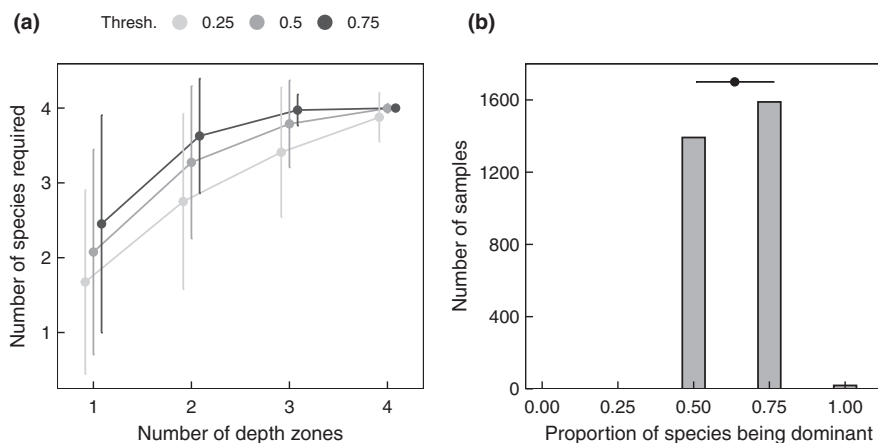 (a)
Thresh. 0.25 0.5 0.75
Number of species required
4
3
2
1
1 2 3 4
Number of depth zones
(b)
Number of samples
1600
1200
800
400
0
0.00 0.25 0.50 0.75 1.00
Proportion of species being dominant